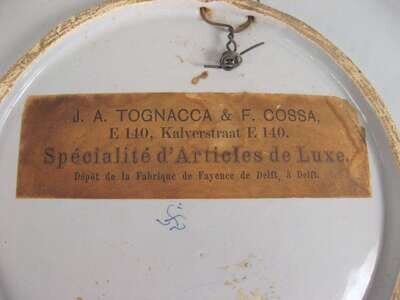 J. A. TOGNACCA & F. COSSA,
E 140, Kalverstraat E 140.
Spécialité d'Articles de Luxe.
Dépôt de la Fabrique de Fayence de Delft, à Delft.